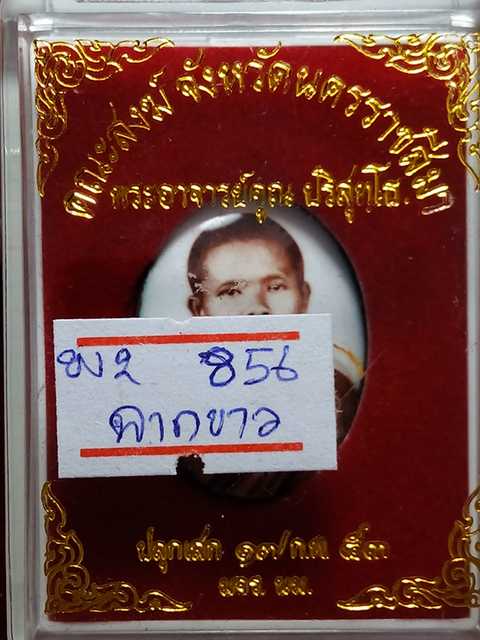 คณะสงฆ์ จังหวัดนครราชสีมา
พระอาจารย์คูณ ปริสุทฺโธ.
ยว 2 856
คากขาว
ปลุกเสก ๑๗/ก.ค. ๕๓
มจร. นม.